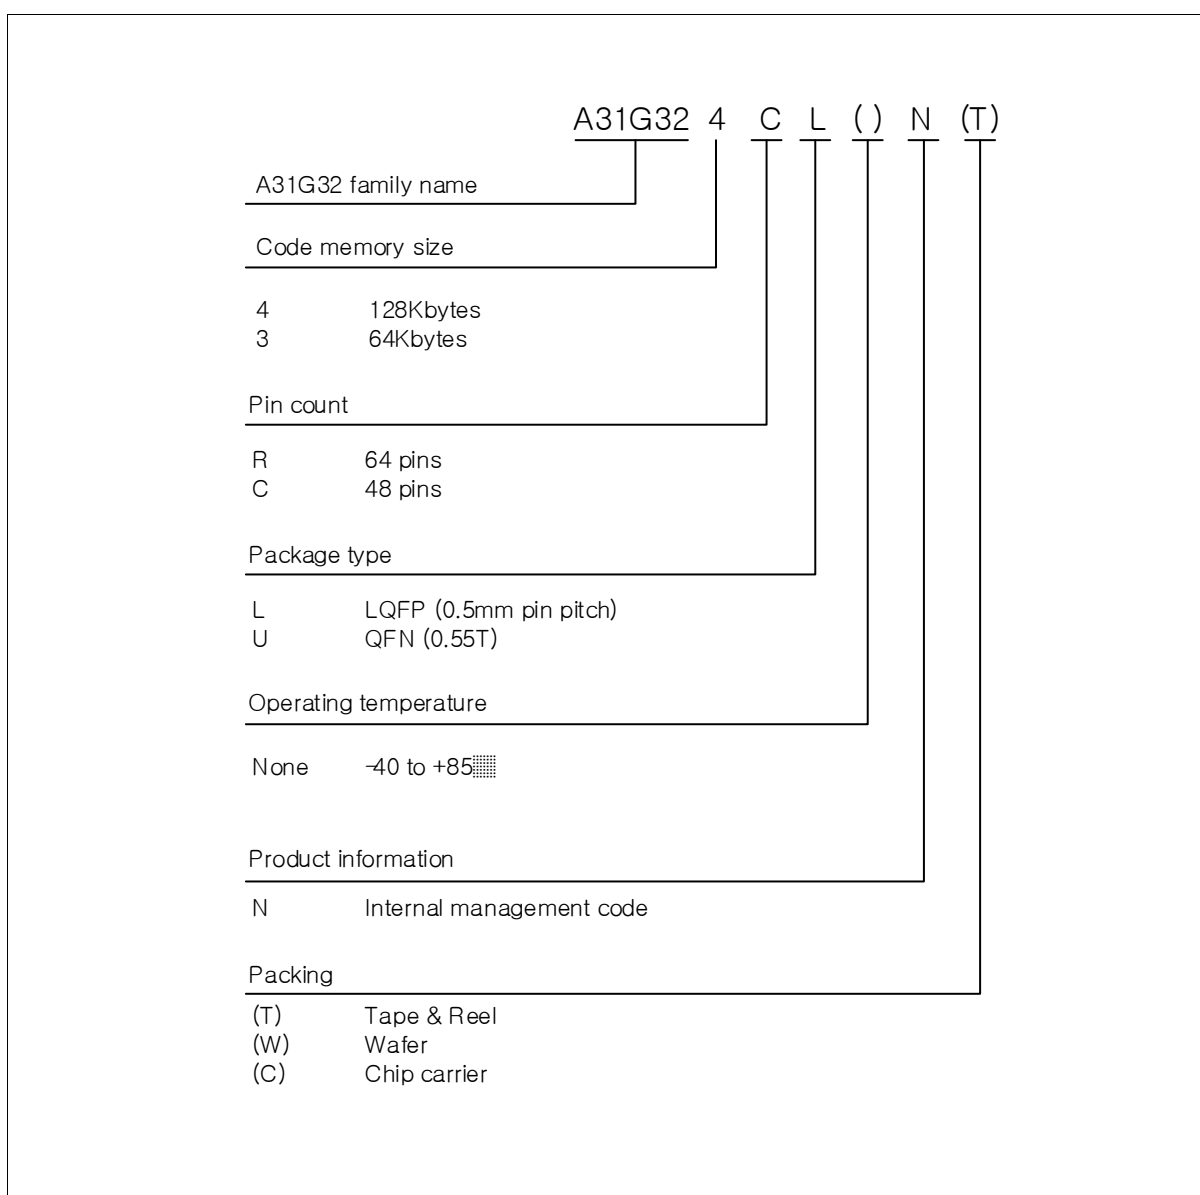 A31G32 4 C L ( ) N (T)
A31G32 family name
Code memory size
4 128Kbytes
3 64Kbytes
Pin count
R 64 pins
C 48 pins
Package type
L LQFP (0.5mm pin pitch)
U QFN (0.55T)
Operating temperature
None -40 to +85
Product information
N Internal management code
Packing
(T) Tape & Reel
(W) Wafer
(C) Chip carrier